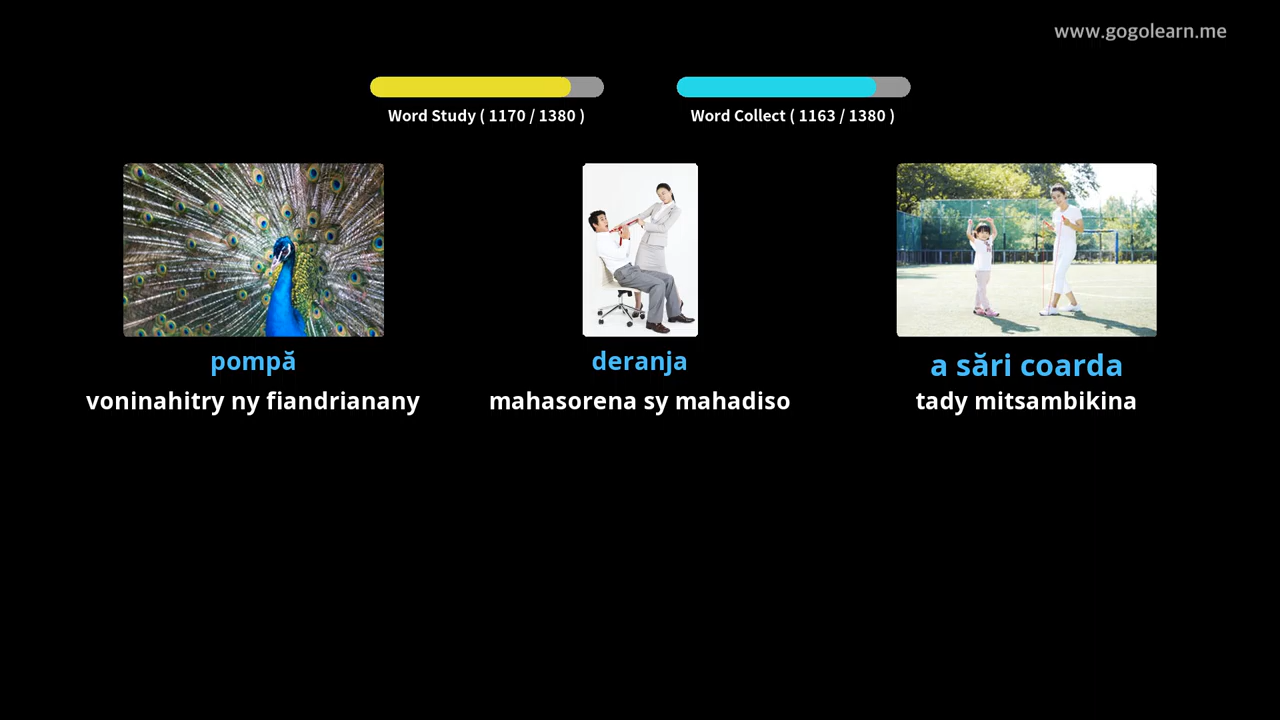 www.gogolearn.me
Word Study ( 1170 / 1380 )
Word Collect ( 1163 / 1380 )
pompă
deranja
a sări coarda
voninahitry ny fiandrianany
mahasorena sy mahadiso
tady mitsambikina